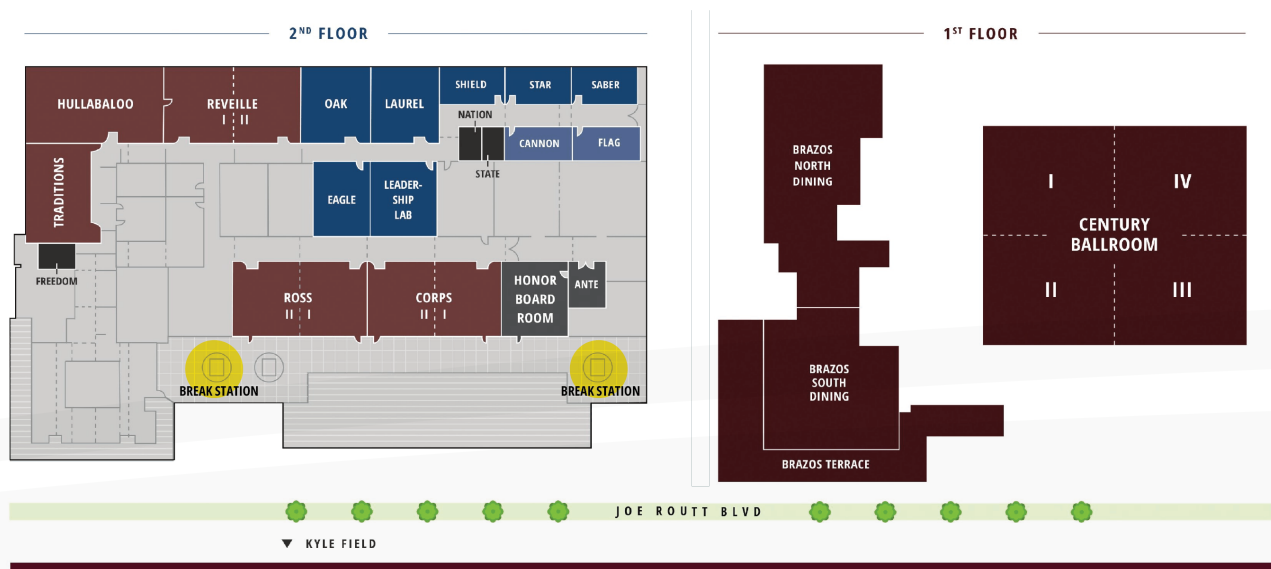 2ND FLOOR
1ST FLOOR
HULLABALOO
REVEILLE
I II
OAK
LAUREL
SHIELD
STAR
SABER
NATION
CANNON
FLAG
STATE
TRADITIONS
EAGLE
LEADER-
SHIP
LAB
FREEDOM
ROSS
II I
CORPS
II I
HONOR
BOARD
ROOM
ANTE
BREAK STATION
BREAK STATION
BRAZOS
NORTH
DINING
I
IV
CENTURY
BALLROOM
II
III
BRAZOS
SOUTH
DINING
BRAZOS TERRACE
JOE ROUTT BLVD
KYLE FIELD